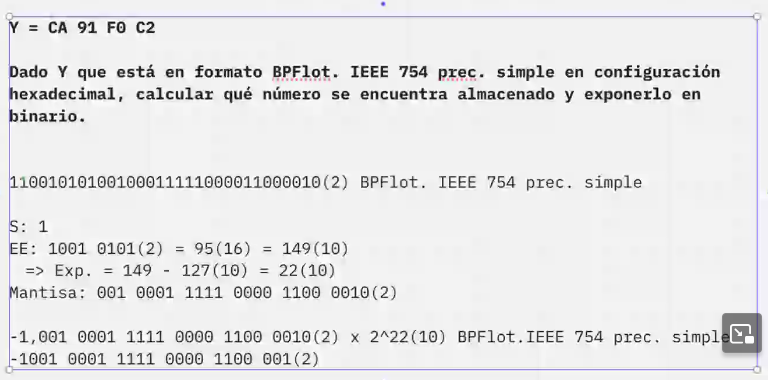 Y = CA 91 F0 C2
Dado Y que está en formato BPFlot. IEEE 754 prec. simple en configuración
hexadecimal, calcular qué número se encuentra almacenado y exponerlo en
binario.
11001010100100011111000011000010(2) BPFlot. IEEE 754 prec. simple
S: 1
EE: 1001 0101(2) = 95(16) = 149(10)
=> Exp. = 149 - 127(10) = 22(10)
Mantisa: 001 0001 1111 0000 1100 0010(2)
-1,001 0001 1111 0000 1100 0010(2) x 2^22(10) BPFlot.IEEE 754 prec. simple
-1001 0001 1111 0000 1100 001(2)